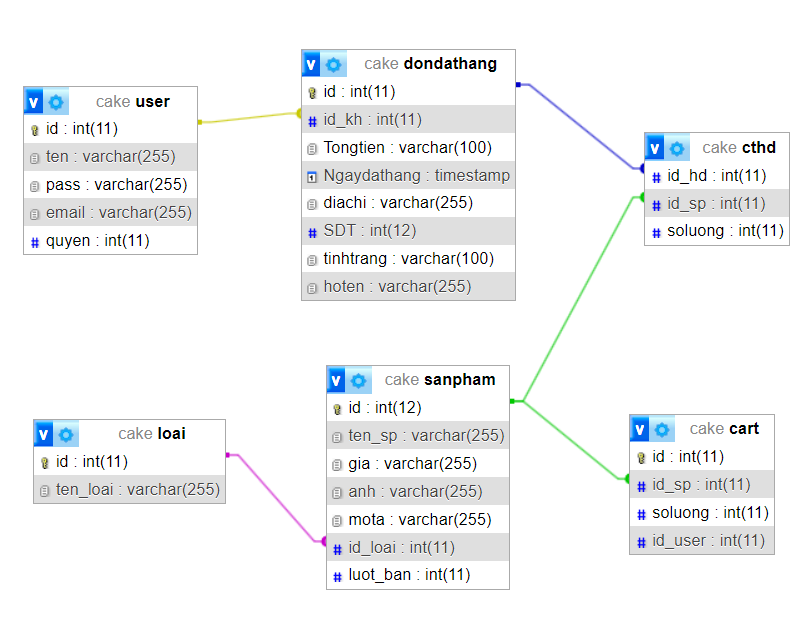 v cake user
id : int(11)
ten : varchar(255)
pass : varchar(255)
email : varchar(255)
# quyen : int(11)
v cake dondathang
id : int(11)
# id_kh : int(11)
Tongtien : varchar(100)
Ngaydathang : timestamp
diachi : varchar(255)
# SDT : int(12)
tinhtrang : varchar(100)
hoten : varchar(255)
v cake cthd
# id_hd : int(11)
# id_sp : int(11)
# soluong : int(11)
v cake loai
id : int(11)
ten_loai : varchar(255)
v cake sanpham
id : int(12)
ten_sp : varchar(255)
gia : varchar(255)
anh : varchar(255)
mota : varchar(255)
# id_loai : int(11)
# luot_ban : int(11)
v cake cart
id : int(11)
# id_sp : int(11)
# soluong : int(11)
# id_user : int(11)